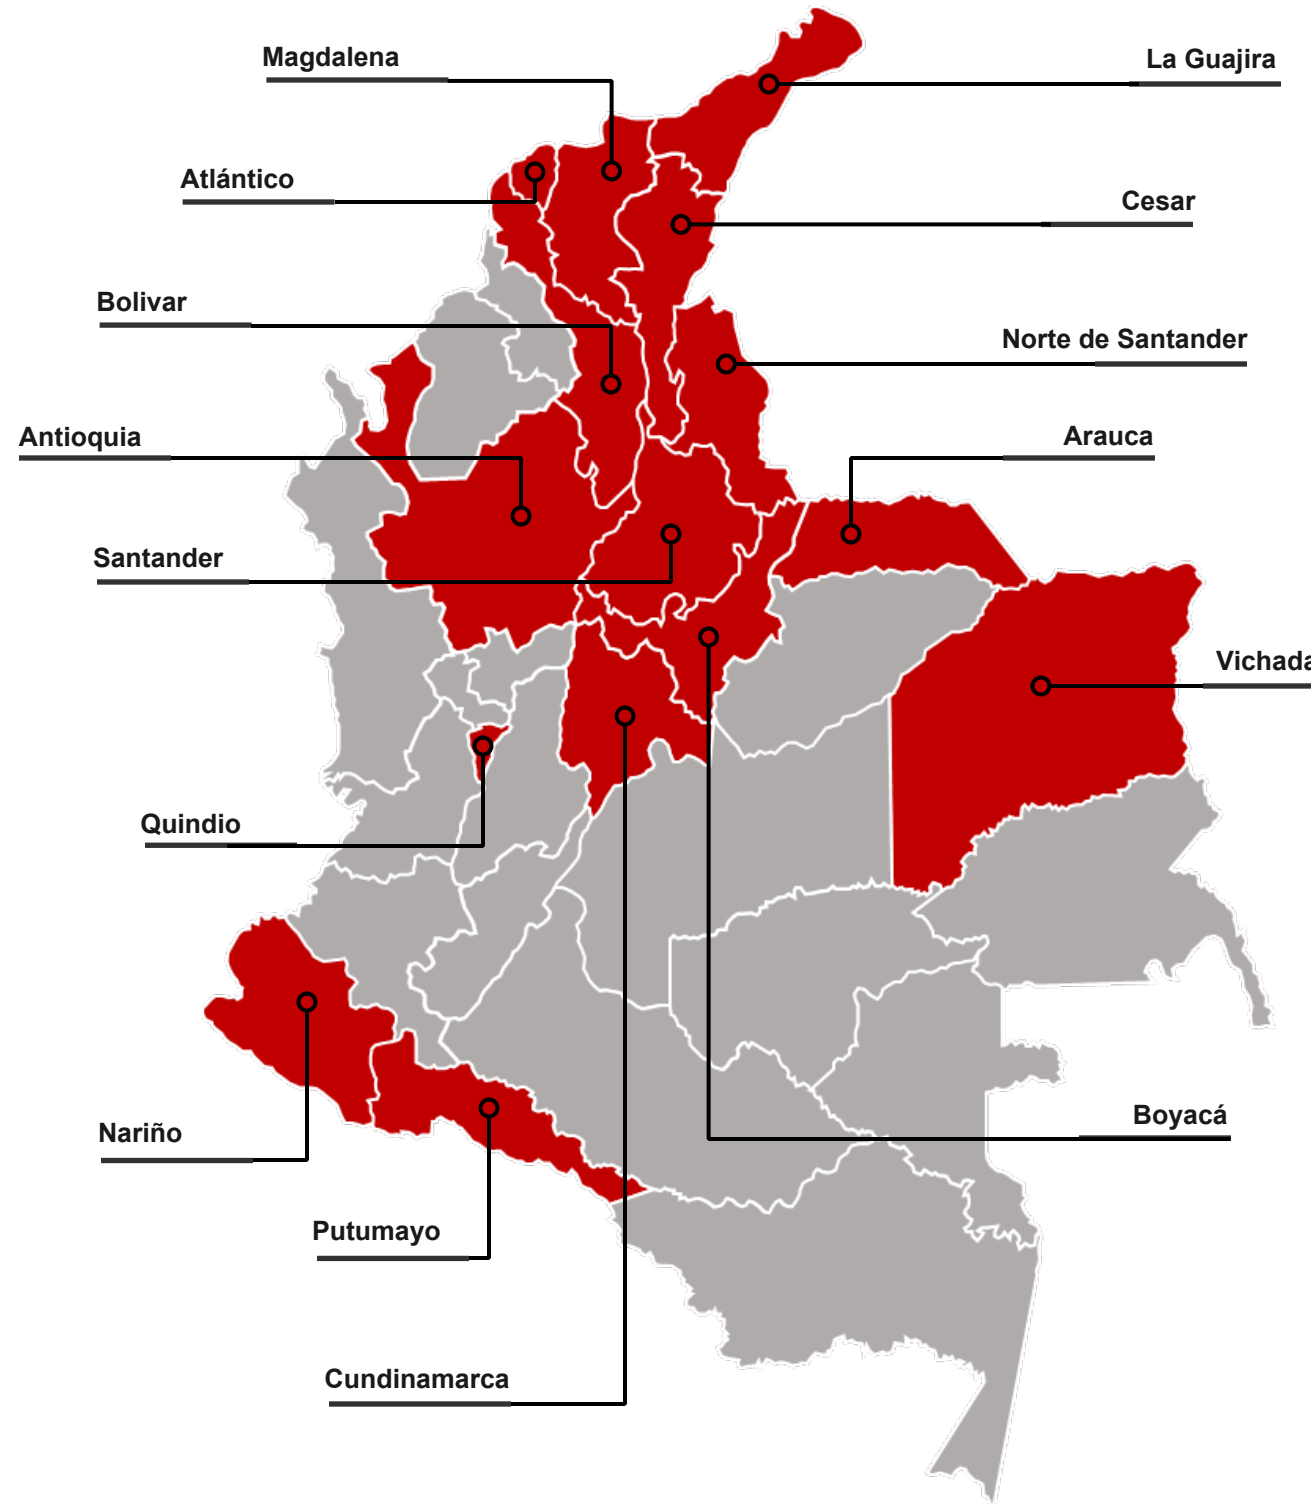 Magdalena
La Guajira
Atlántico
Cesar
Bolivar
Norte de Santander
Antioquia
Arauca
Santander
Vichada
Quindio
Boyacá
Nariño
Putumayo
Cundinamarca